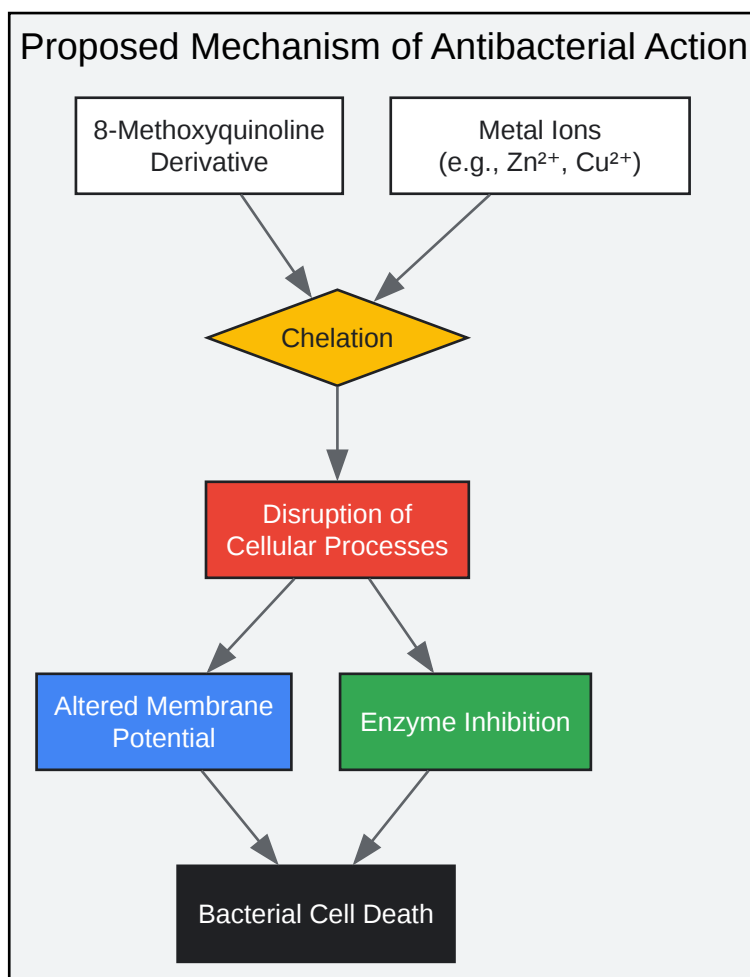 Proposed Mechanism of Antibacterial Action
8-Methoxyquinoline
Derivative
Metal Ions
(e.g., Zn²⁺, Cu²⁺)
Chelation
Disruption of
Cellular Processes
Altered Membrane
Potential
Enzyme Inhibition
Bacterial Cell Death